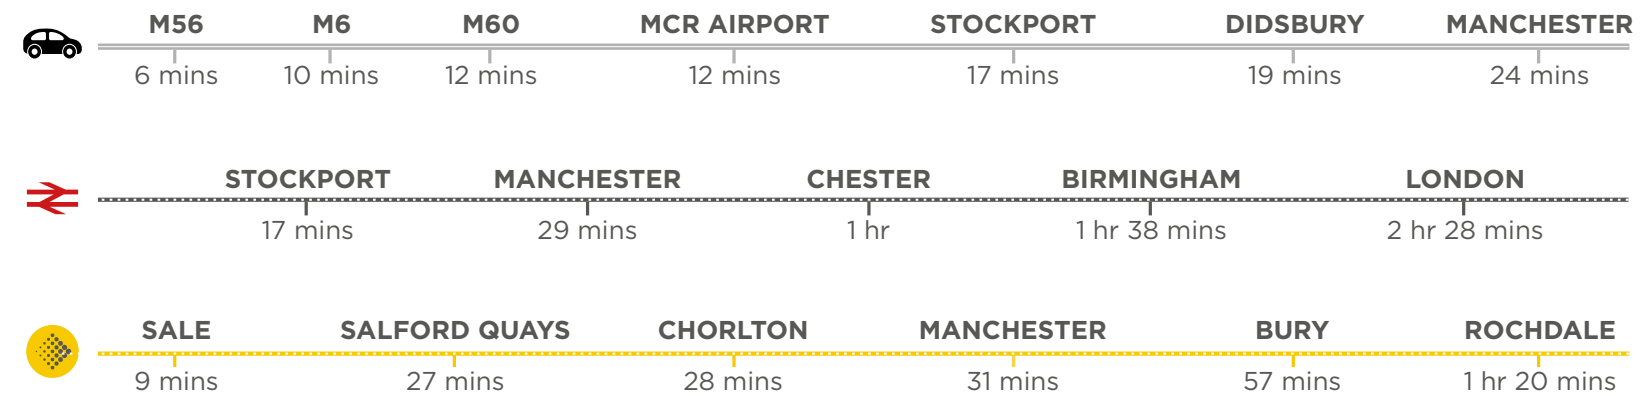 M56 M6 M60 MCR AIRPORT STOCKPORT DIDSBURY MANCHESTER
6 mins 10 mins 12 mins 12 mins 17 mins 19 mins 24 mins
STOCKPORT MANCHESTER CHESTER BIRMINGHAM LONDON
17 mins 29 mins 1 hr 1 hr 38 mins 2 hr 28 mins
SALE SALFORD QUAYS CHORLTON MANCHESTER BURY ROCHDALE
9 mins 27 mins 28 mins 31 mins 57 mins 1 hr 20 mins